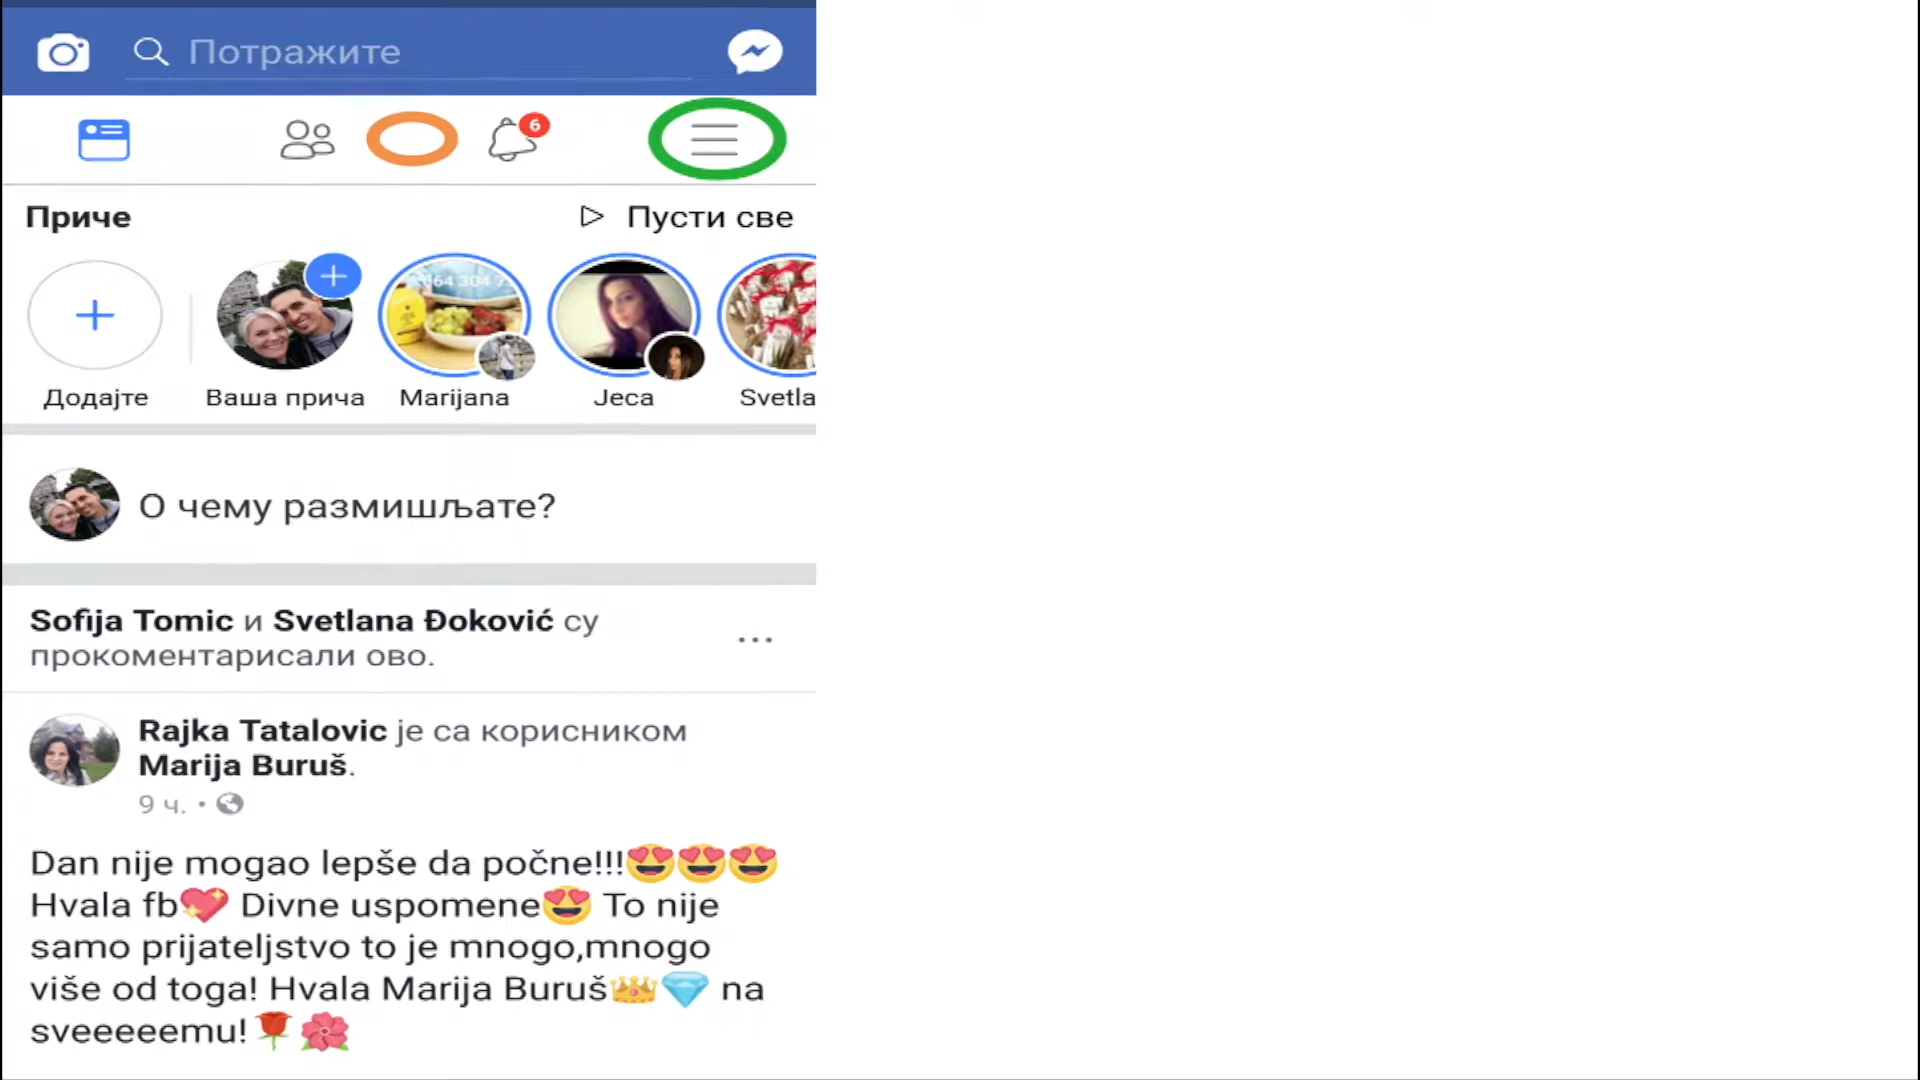 Потражите
6
Приче
Пусти све
Додајте
Ваша прича
Marijana
Jeca
Svetla
О чему размишљате?
Sofija Tomic и Svetlana Đoković су
прокоментарисали ово.
Rajka Tatalovic је са корисником
Marija Buruš.
9 ч.
Dan nije mogao lepše da počne!!!😍😍😍
Hvala fb💖 Divne uspomene😍 To nije
samo prijateljstvo to je mnogo,mnogo
više od toga! Hvala Marija Buruš👑💎 na
sveeeeemu!🌹🌺